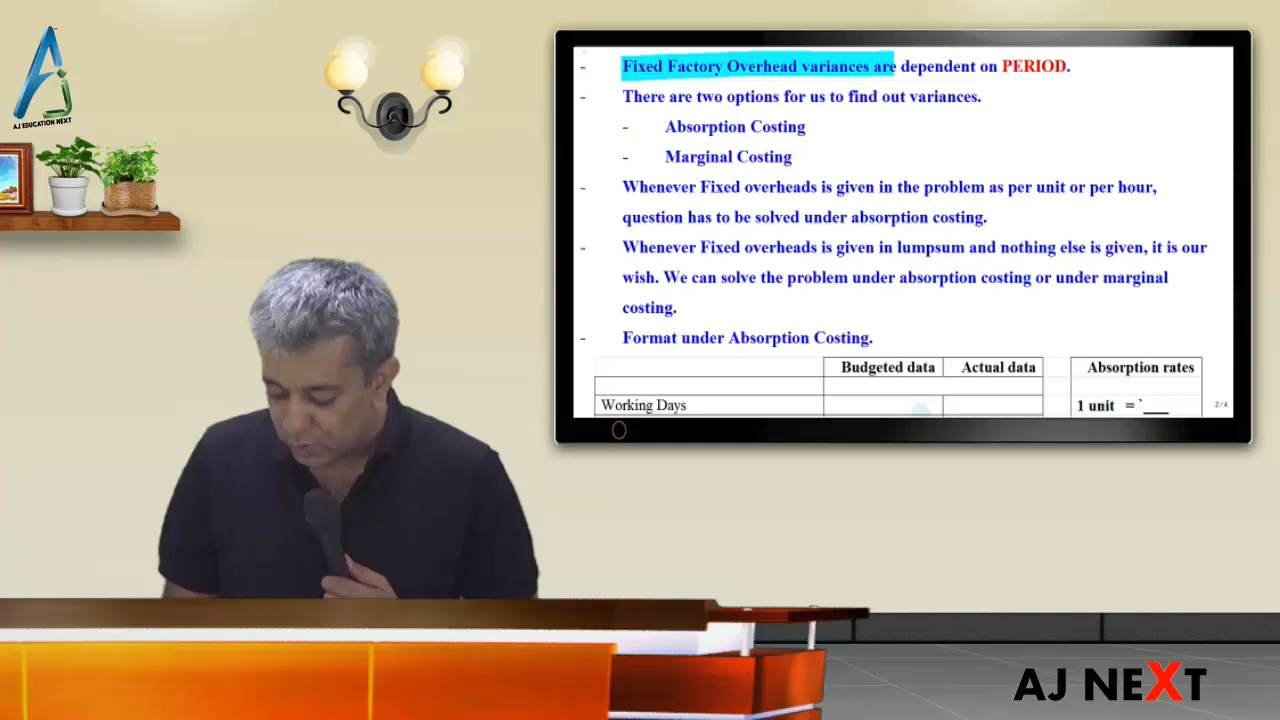 AJ EDUCATION NEXT
- Fixed Factory Overhead variances are dependent on PERIOD.
- There are two options for us to find out variances.
- Absorption Costing
- Marginal Costing
- Whenever Fixed overheads is given in the problem as per unit or per hour,
question has to be solved under absorption costing.
- Whenever Fixed overheads is given in lumpsum and nothing else is given, it is our
wish. We can solve the problem under absorption costing or under marginal
costing.
- Format under Absorption Costing.
Budgeted data Actual data Absorption rates
Working Days 1 unit = `___
2/4
AJ NEXT